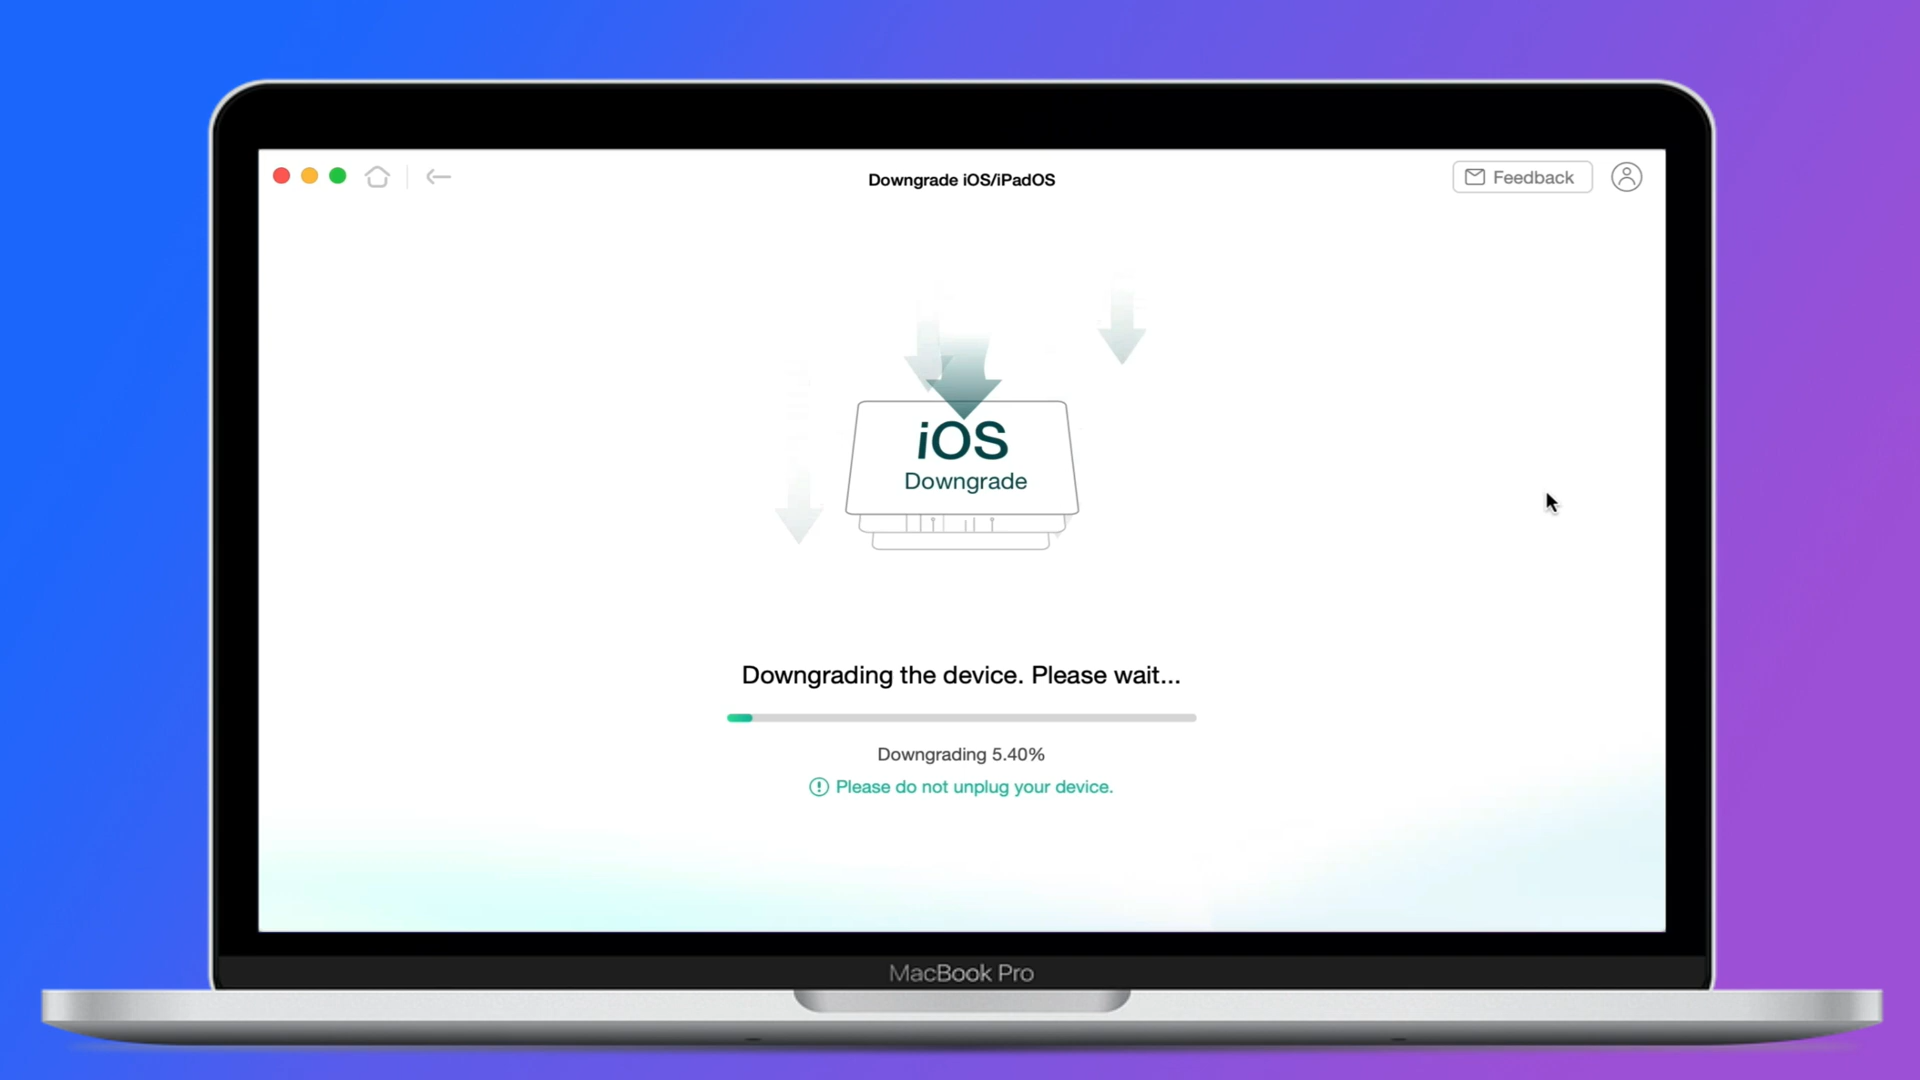 Downgrade iOS/iPadOS
Feedback
iOS
Downgrade
Downgrading the device. Please wait...
Downgrading 5.40%
Please do not unplug your device.
MacBook Pro